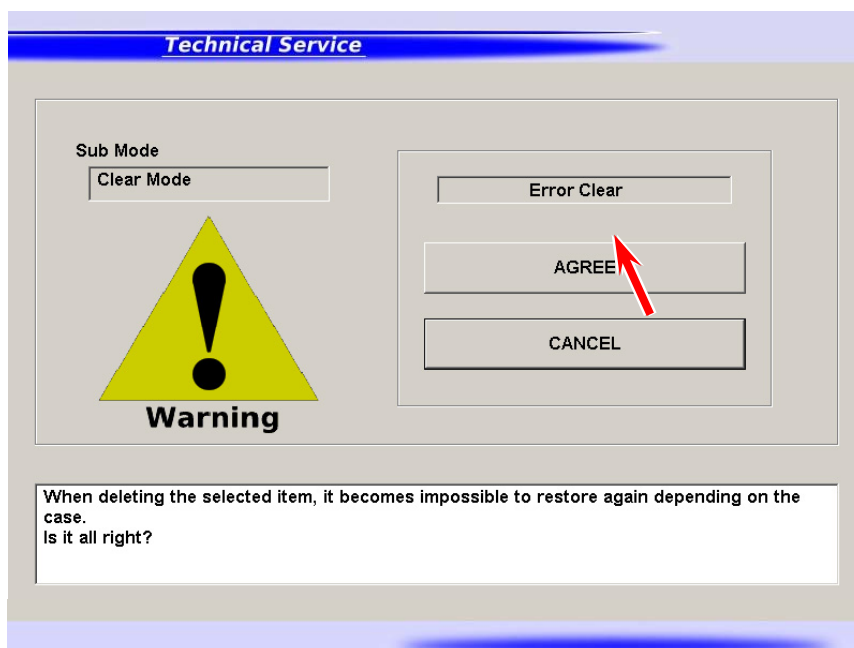 Technical Service
Sub Mode
Clear Mode
Error Clear
AGREE
CANCEL
Warning
When deleting the selected item, it becomes impossible to restore again depending on the
case.
Is it all right?